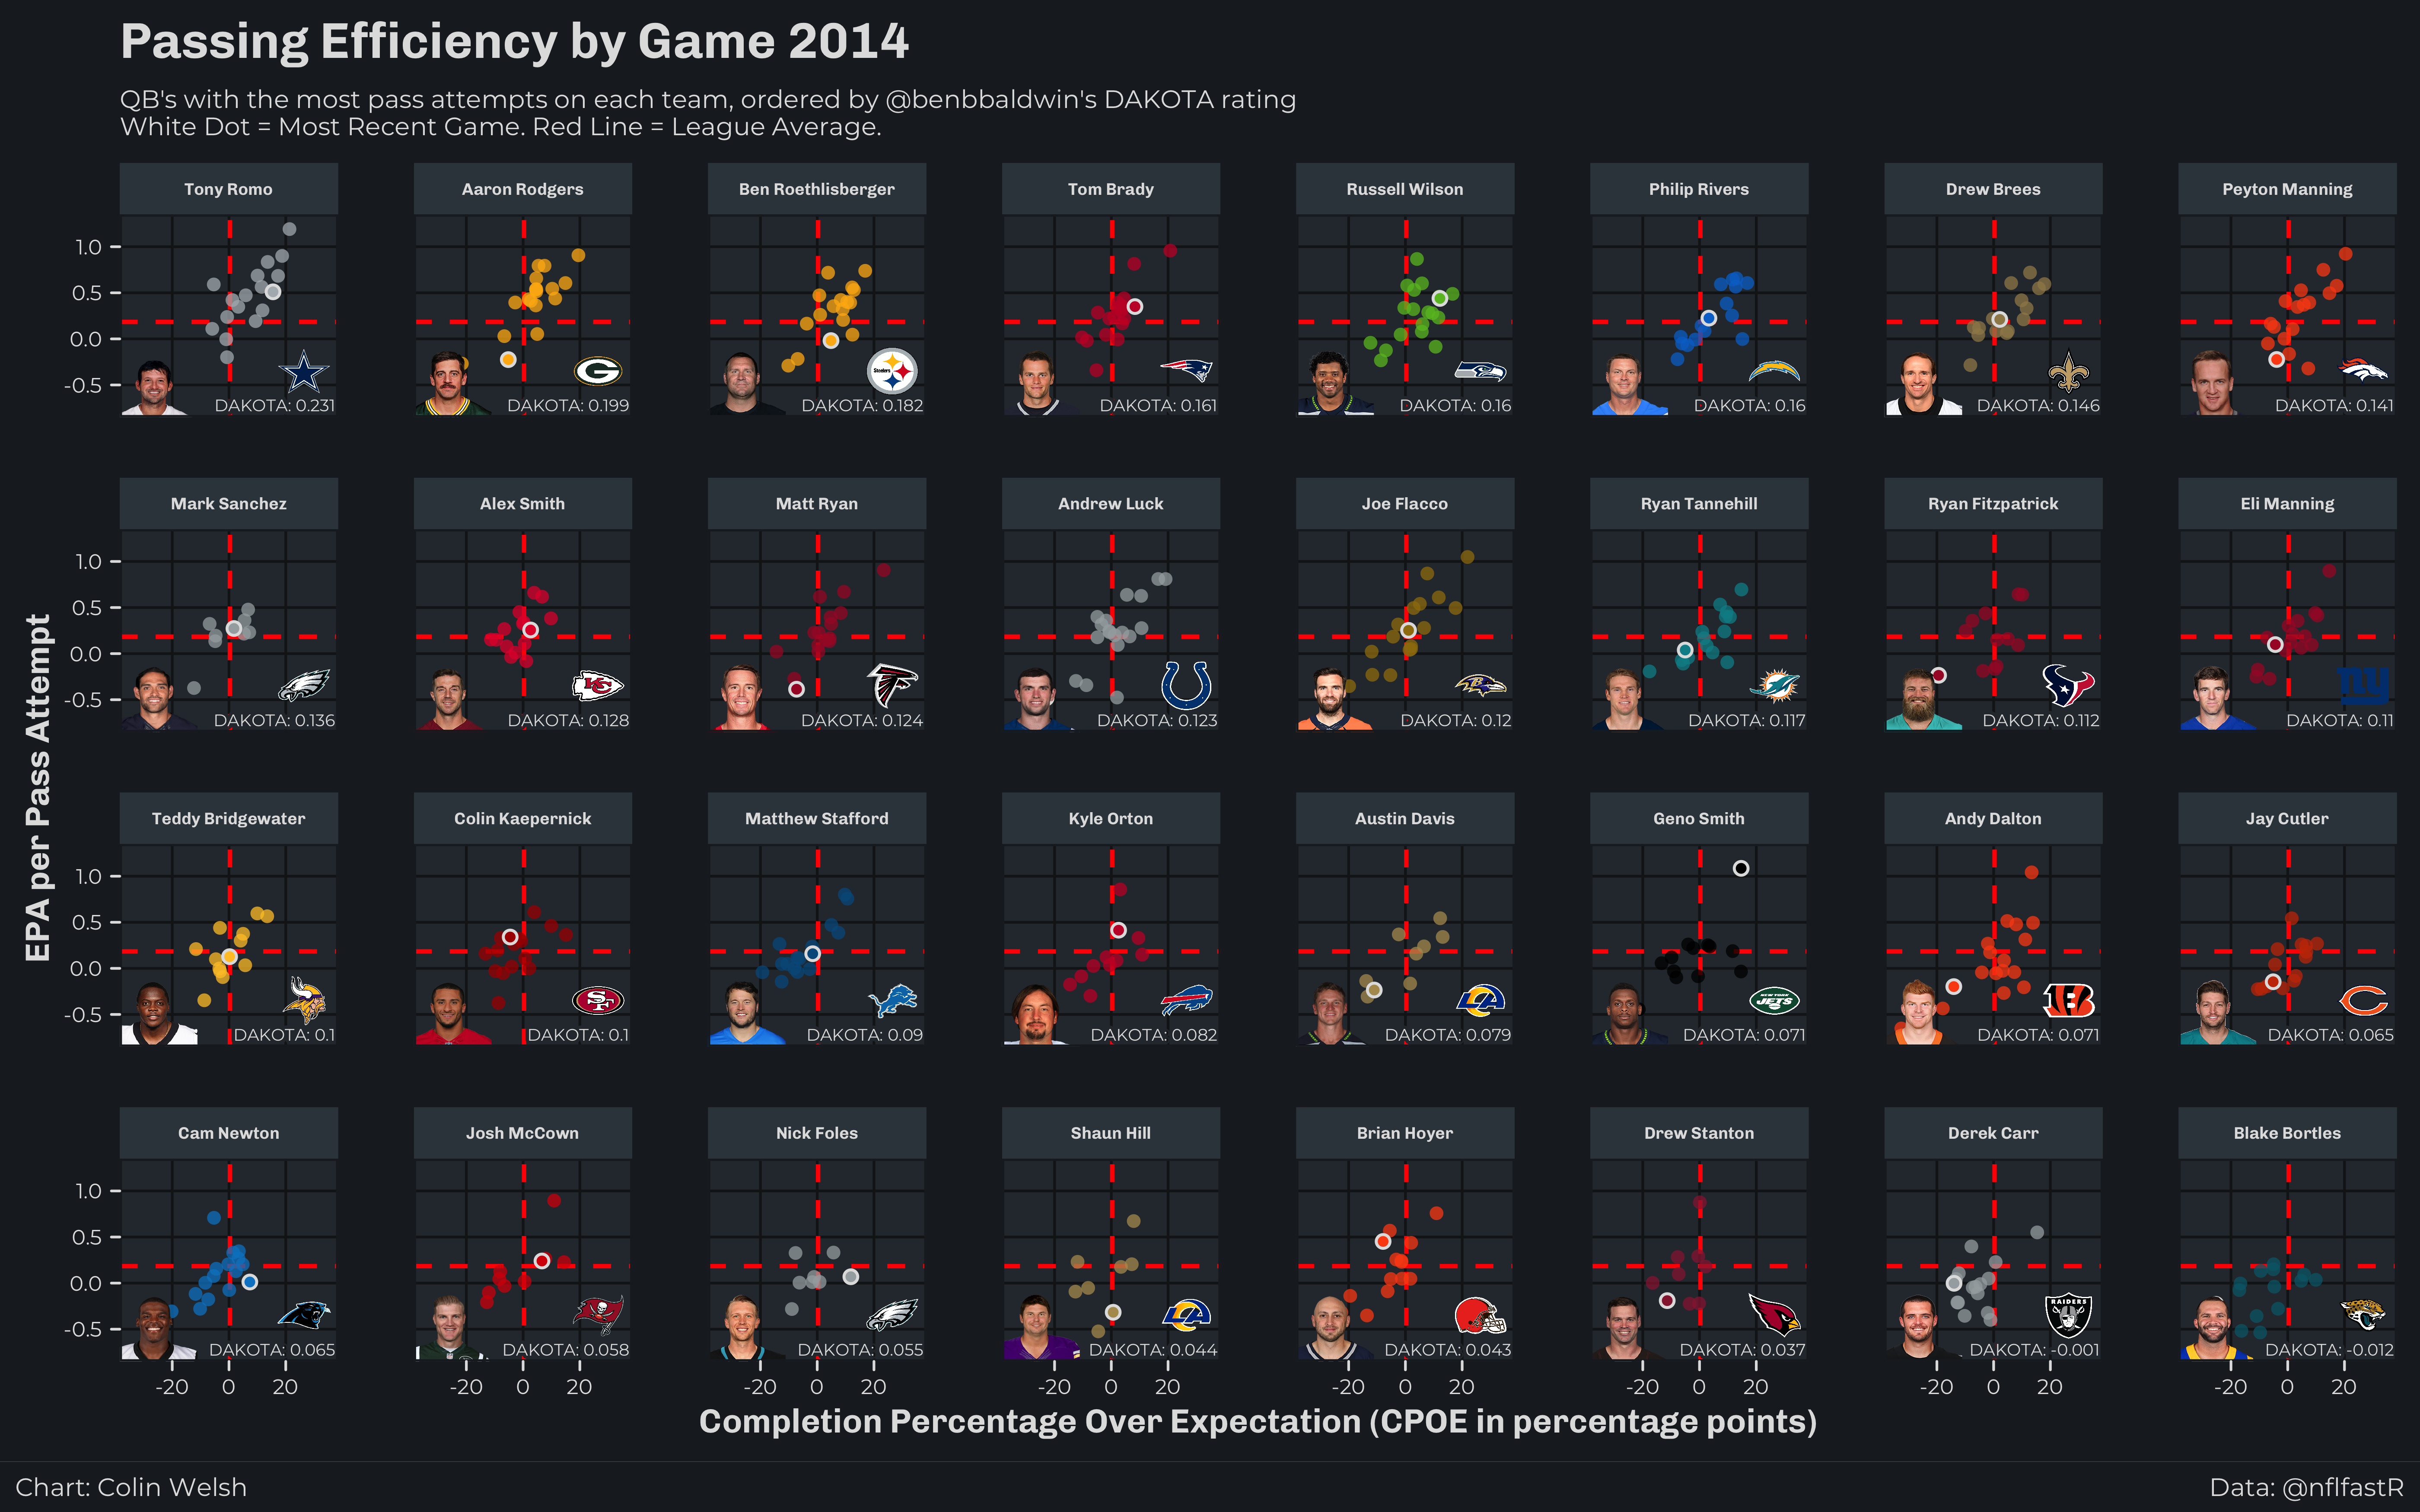 Passing Efficiency by Game 2014
QB's with the most pass attempts on each team, ordered by @benbbaldwin's DAKOTA rating
White Dot = Most Recent Game. Red Line = League Average.
Tony Romo Aaron Rodgers Ben Roethlisberger Tom Brady Russell Wilson Philip Rivers Drew Brees Peyton Manning
1.0
0.5
0.0
-0.5
Steelers
DAKOTA: 0.231 DAKOTA: 0.199 DAKOTA: 0.182 DAKOTA: 0.161 DAKOTA: 0.16 DAKOTA: 0.16 DAKOTA: 0.146 DAKOTA: 0.141
Mark Sanchez Alex Smith Matt Ryan Andrew Luck Joe Flacco Ryan Tannehill Ryan Fitzpatrick Eli Manning
1.0
0.5
0.0
-0.5
KC
ny
DAKOTA: 0.136 DAKOTA: 0.128 DAKOTA: 0.124 DAKOTA: 0.123 DAKOTA: 0.12 DAKOTA: 0.117 DAKOTA: 0.112 DAKOTA: 0.11
EPA per Pass Attempt
Teddy Bridgewater Colin Kaepernick Matthew Stafford Kyle Orton Austin Davis Geno Smith Andy Dalton Jay Cutler
1.0
0.5
0.0
-0.5
SF
LA
NEW YORK
JETS
DAKOTA: 0.1 DAKOTA: 0.1 DAKOTA: 0.09 DAKOTA: 0.082 DAKOTA: 0.079 DAKOTA: 0.071 DAKOTA: 0.071 DAKOTA: 0.065
Cam Newton Josh McCown Nick Foles Shaun Hill Brian Hoyer Drew Stanton Derek Carr Blake Bortles
1.0
0.5
0.0
-0.5
LA
RAIDERS
DAKOTA: 0.065 DAKOTA: 0.058 DAKOTA: 0.055 DAKOTA: 0.044 DAKOTA: 0.043 DAKOTA: 0.037 DAKOTA: -0.001 DAKOTA: -0.012
-20 0 20 -20 0 20 -20 0 20 -20 0 20 -20 0 20 -20 0 20 -20 0 20 -20 0 20
Completion Percentage Over Expectation (CPOE in percentage points)
Chart: Colin Welsh
Data: @nflfastR